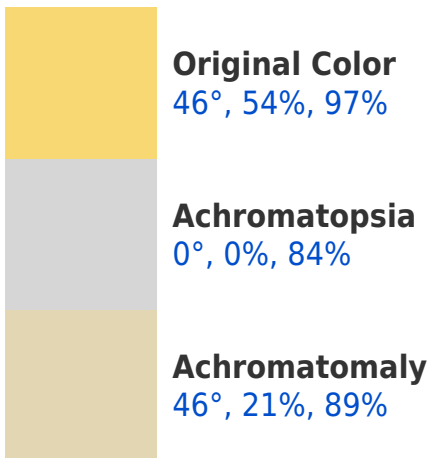 Original Color
46°, 54%, 97%
Achromatopsia
0°, 0%, 84%
Achromatomaly
46°, 21%, 89%